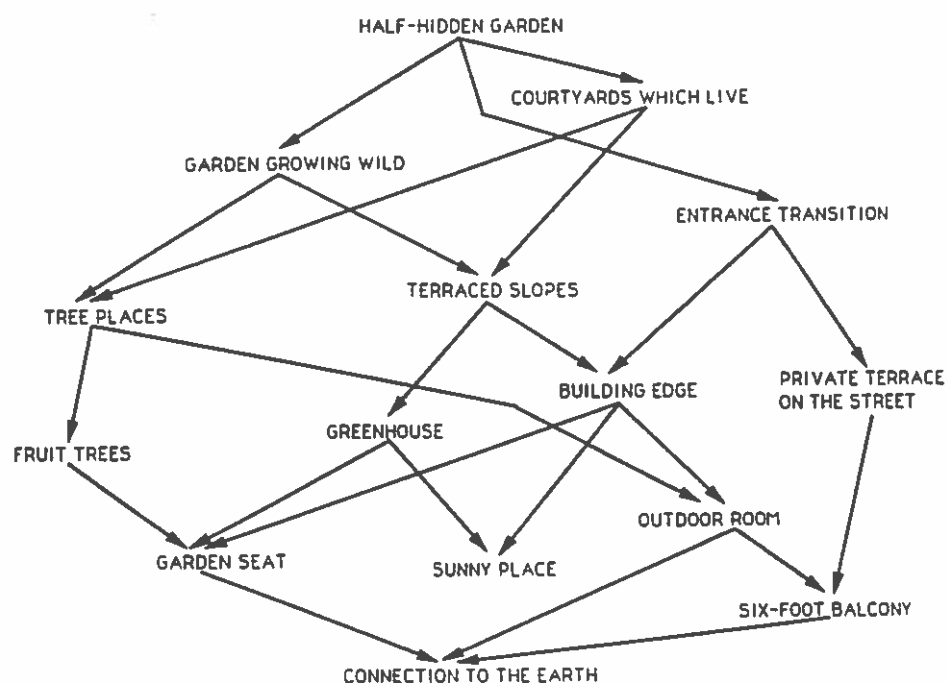 HALF-HIDDEN GARDEN
COURTYARDS WHICH LIVE
GARDEN GROWING WILD
ENTRANCE TRANSITION
TERRACED SLOPES
TREE PLACES
BUILDING EDGE
PRIVATE TERRACE
ON THE STREET
GREENHOUSE
FRUIT TREES
OUTDOOR ROOM
GARDEN SEAT
SUNNY PLACE
SIX-FOOT BALCONY
CONNECTION TO THE EARTH